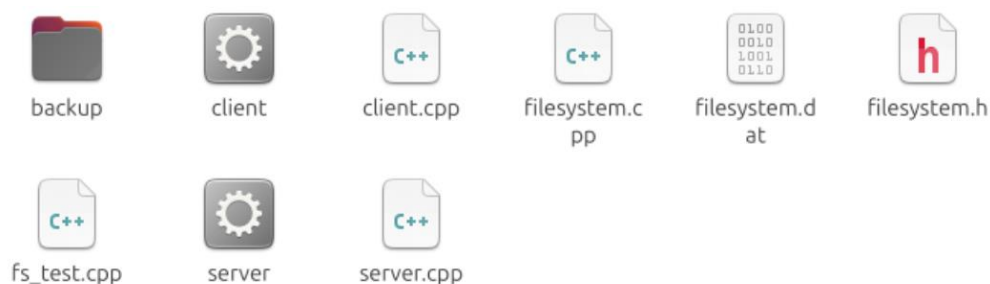 0100
0010
1001
0110
C++
C++
h
backup
client
client.cpp
filesystem.c
pp
filesystem.d
at
filesystem.h
C++
C++
fs_test.cpp
server
server.cpp